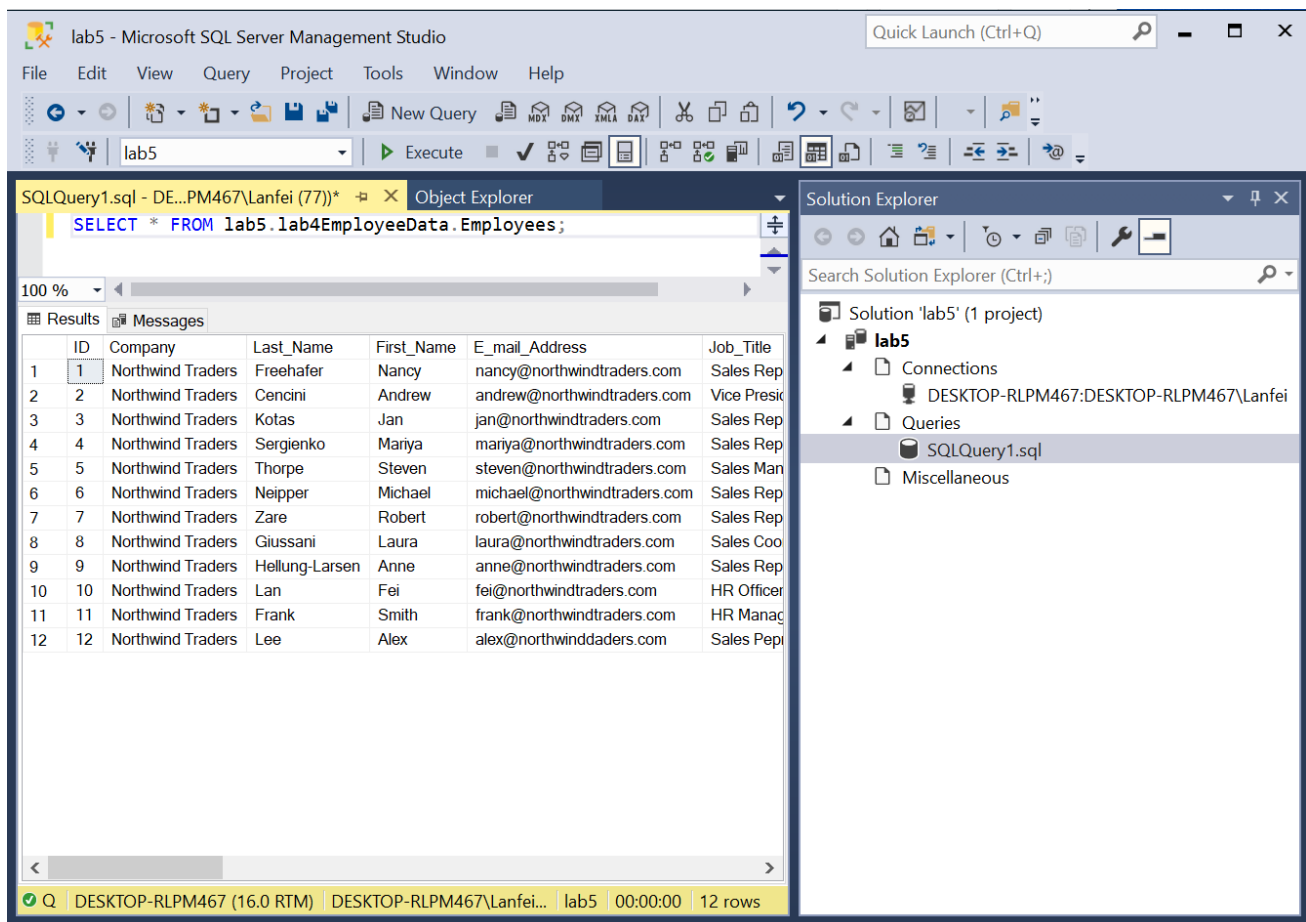 lab5 - Microsoft SQL Server Management Studio
Quick Launch (Ctrl+Q)
File Edit View Query Project Tools Window Help
New Query MDX DMX XMLA DAX
lab5 Execute
SQLQuery1.sql - DE...PM467\Lanfei (77))* Object Explorer
SELECT * FROM lab5.lab4EmployeeData.Employees;
100 %
Results Messages
ID Company Last_Name First_Name E_mail_Address Job_Title
1 1 Northwind Traders Freehafer Nancy nancy@northwindtraders.com Sales Rep
2 2 Northwind Traders Cencini Andrew andrew@northwindtraders.com Vice Presid
3 3 Northwind Traders Kotas Jan jan@northwindtraders.com Sales Rep
4 4 Northwind Traders Sergienko Mariya mariya@northwindtraders.com Sales Rep
5 5 Northwind Traders Thorpe Steven steven@northwindtraders.com Sales Man
6 6 Northwind Traders Neipper Michael michael@northwindtraders.com Sales Rep
7 7 Northwind Traders Zare Robert robert@northwindtraders.com Sales Rep
8 8 Northwind Traders Giussani Laura laura@northwindtraders.com Sales Coo
9 9 Northwind Traders Hellung-Larsen Anne anne@northwindtraders.com Sales Rep
10 10 Northwind Traders Lan Fei fei@northwindtraders.com HR Officer
11 11 Northwind Traders Frank Smith frank@northwindtraders.com HR Manag
12 12 Northwind Traders Lee Alex alex@northwinddaders.com Sales Pepr
Q DESKTOP-RLPM467 (16.0 RTM) DESKTOP-RLPM467\Lanfei... lab5 00:00:00 12 rows
Solution Explorer
Search Solution Explorer (Ctrl+;)
Solution 'lab5' (1 project)
lab5
Connections
DESKTOP-RLPM467:DESKTOP-RLPM467\Lanfei
Queries
SQLQuery1.sql
Miscellaneous